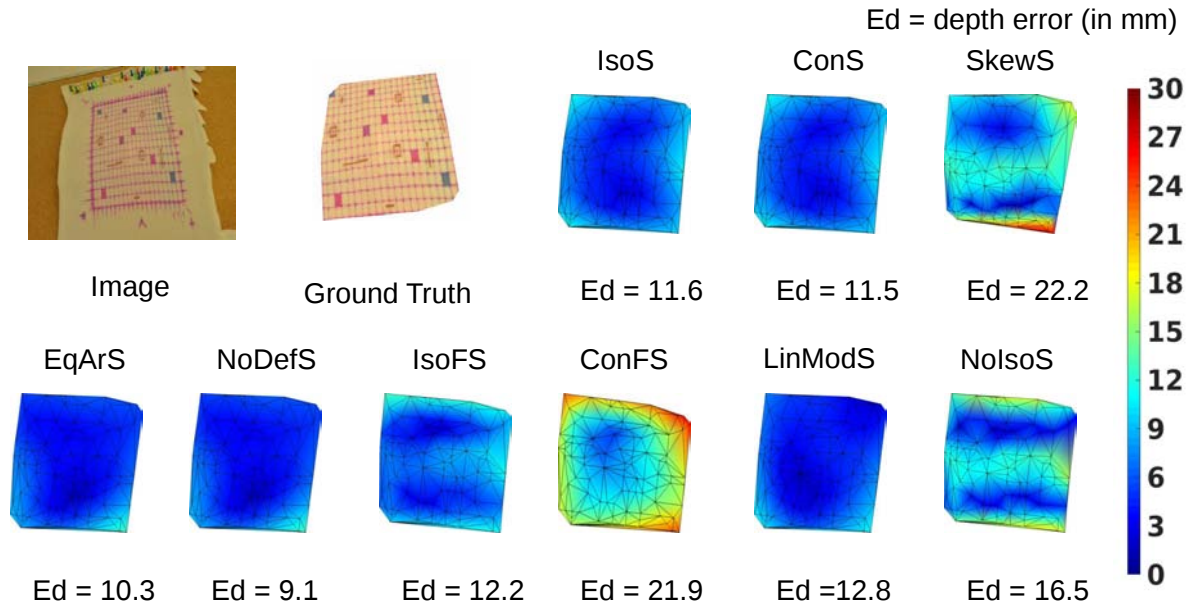 Ed = depth error (in mm)
IsoS ConS SkewS
30
27
24
21
18
15
12
9
6
3
0
Image
Ground Truth
Ed = 11.6 Ed = 11.5 Ed = 22.2
EqArS NoDefS IsoFS ConFS LinModS NoIsoS
Ed = 10.3 Ed = 9.1 Ed = 12.2 Ed = 21.9 Ed =12.8 Ed = 16.5